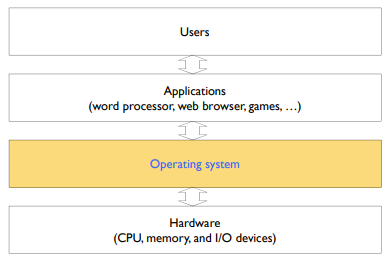 Users
Applications
(word processor, web browser, games, …)
Operating system
Hardware
(CPU, memory, and I/O devices)